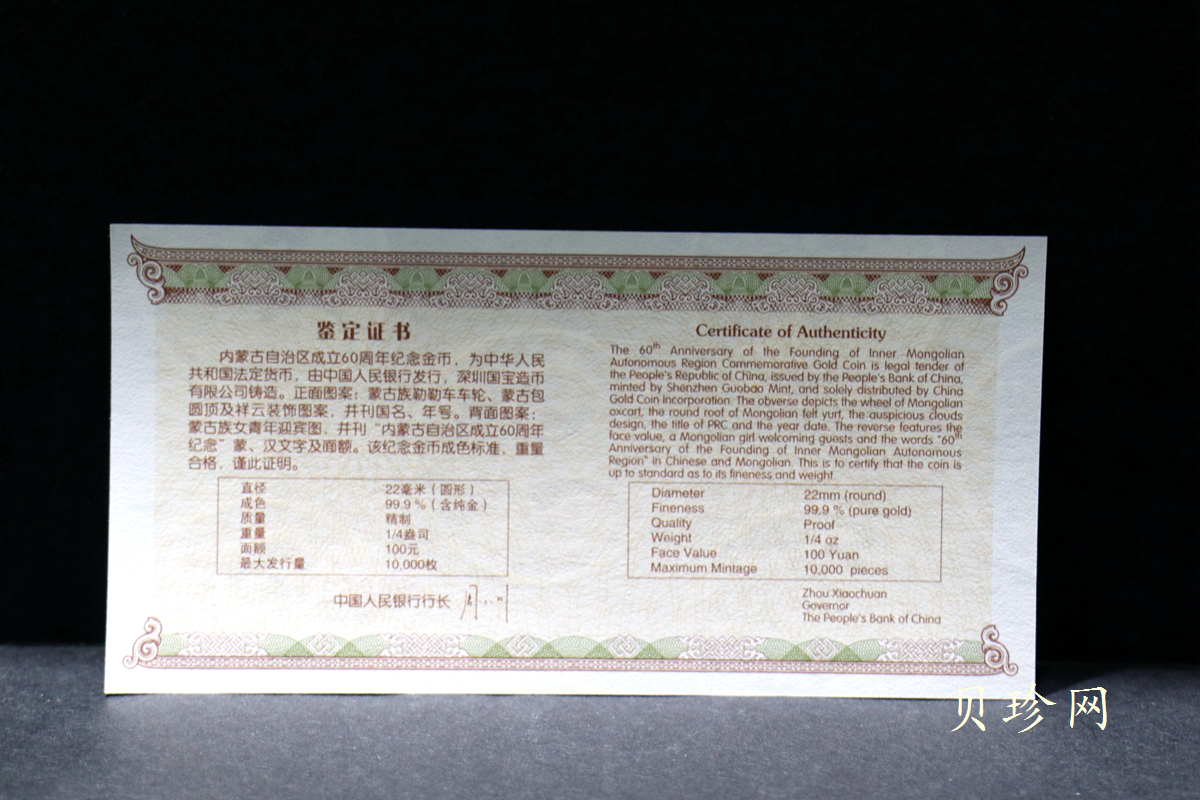 鉴定证书
内蒙古自治区成立60周年纪念金币，为中华人民
共和国法定货币，由中国人民银行发行，深圳国宝造币
有限公司铸造。正面图案：蒙古族勒勒车车轮、蒙古包
圆顶及祥云装饰图案，并刊国名、年号。背面图案：
蒙古族女青年迎宾图，并刊“内蒙古自治区成立60周年
纪念”蒙、汉文字及面额。该纪念金币成色标准，重量
合格，谨此证明。
直径 22毫米（圆形）
成色 99.9％（含纯金）
质量 精制
重量 1/4盎司
面额 100元
最大发行量 10,000枚
中国人民银行行长
Certificate of Authenticity
The 60th Anniversary of the Founding of Inner Mongolian
Autonomous Region Commemorative Gold Coin is legal tender of
the People's Republic of China, issued by the People's Bank of China,
minted by Shenzhen Guobao Mint, and solely distributed by China
Gold Coin Incorporation. The obverse depicts the wheel of Mongolian
oxcart, the round roof of Mongolian felt yurt, the auspicious clouds
design, the title of PRC and the year date. The reverse features the
face value, a Mongolian girl welcoming guests and the words "60th
Anniversary of the Founding of Inner Mongolian Autonomous
Region" in Chinese and Mongolian. This is to certify that the coin is
up to standard as to its fineness and weight.
Diameter 22mm (round)
Fineness 99.9 % (pure gold)
Quality Proof
Weight 1/4 oz
Face Value 100 Yuan
Maximum Mintage 10,000 pieces
Zhou Xiaochuan
Governor
The People's Bank of China
贝珍网